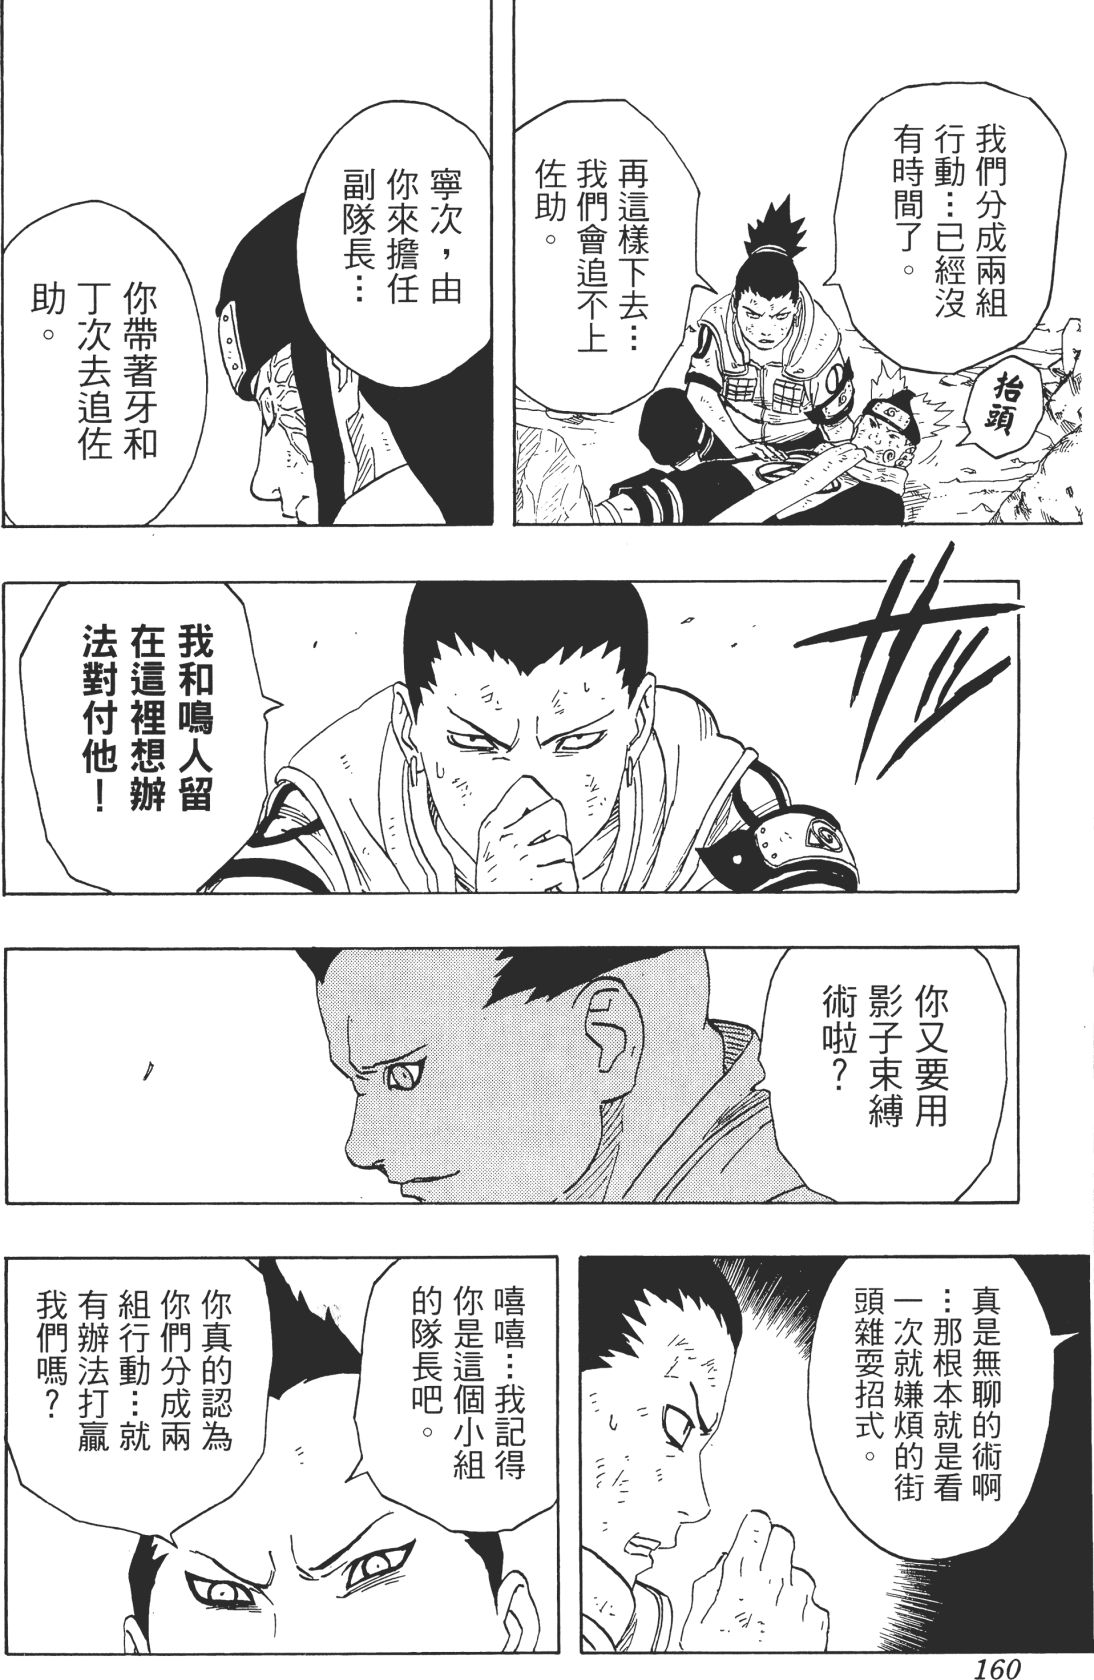 我們分成兩組
行動…已經沒
有時間了。
抬頭
再這樣下去…
我們會追不上
佐助。
寧次，由
你來擔任
副隊長…
你帶著牙和
丁次去追佐
助。
我和鳴人留
在這裡想辦
法對付他！
你又要用
影子束縛
術啦？
真是無聊的術啊
…那根本就是看
一次就嫌煩的街
頭雜耍招式。
嘻嘻…我記得
你是這個小組
的隊長吧。
你真的認為
你們分成兩
組行動…就
有辦法打贏
我們嗎？
160